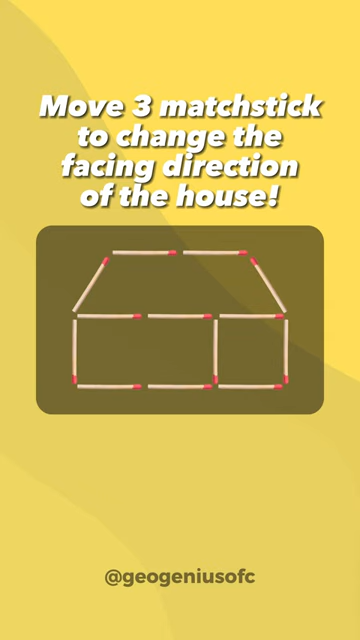 Move 3 matchstick
to change the
facing direction
of the house!
@geogeniusofc